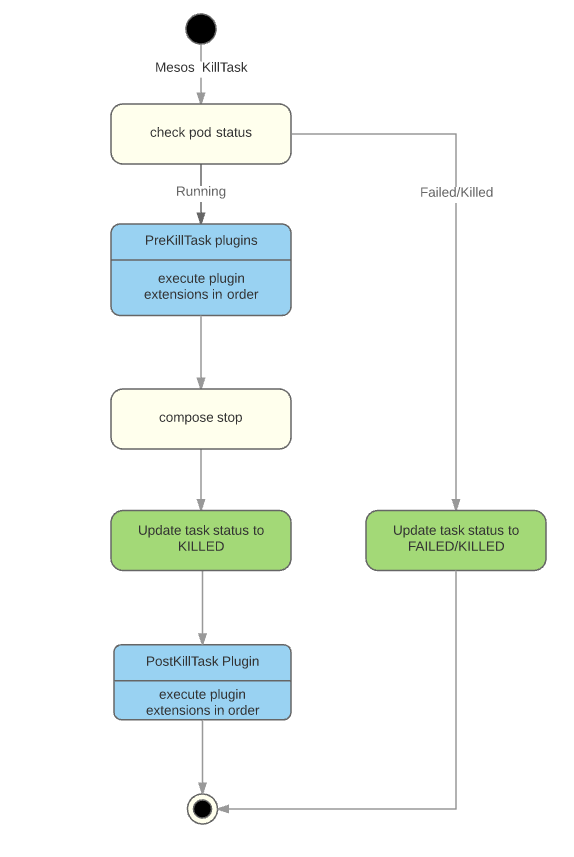 Mesos KillTask
check pod status
Running
Failed/Killed
PreKillTask plugins
execute plugin
extensions in order
compose stop
Update task status to
KILLED
Update task status to
FAILED/KILLED
PostKillTask Plugin
execute plugin
extensions in order